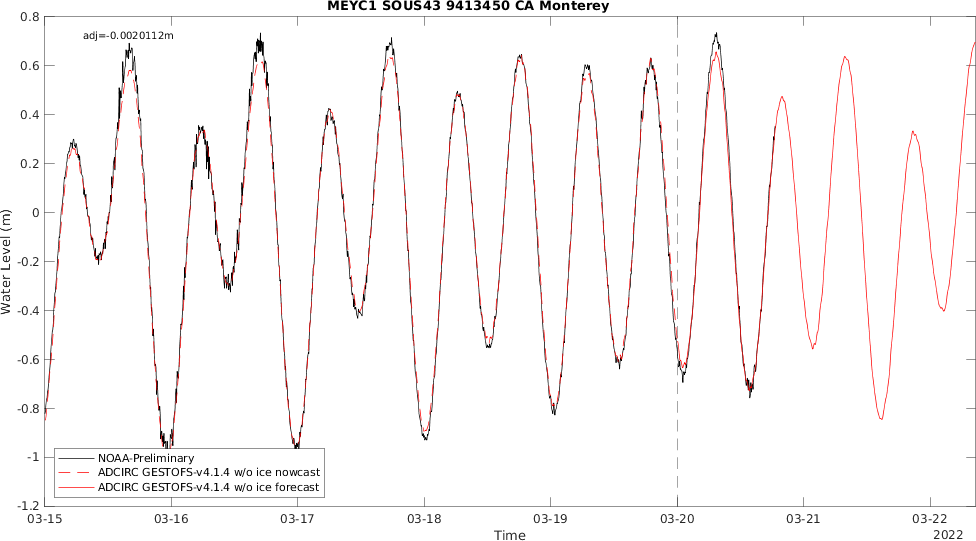 MEYC1 SOUS43 9413450 CA Monterey
adj=-0.0020112m
0.8
0.6
0.4
0.2
0
-0.2
-0.4
-0.6
-0.8
-1
-1.2
Water Level (m)
NOAA-Preliminary
ADCIRC GESTOFS-v4.1.4 w/o ice nowcast
ADCIRC GESTOFS-v4.1.4 w/o ice forecast
03-15 03-16 03-17 03-18 03-19 03-20 03-21 03-22
Time
2022